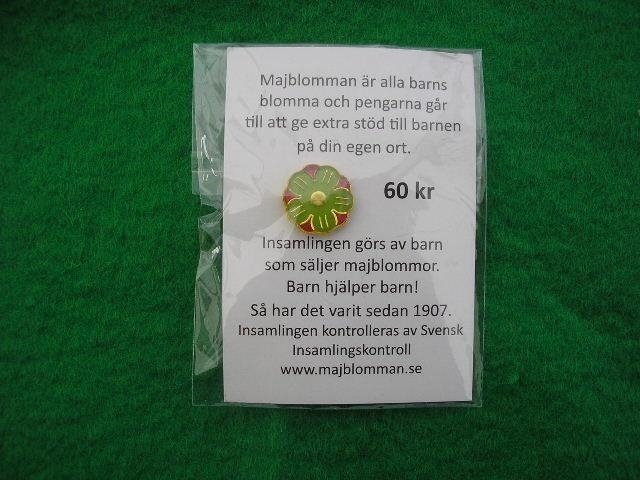 Majblomman är alla barns
blomma och pengarna går
till att ge extra stöd till barnen
på din egen ort.
60 kr
Insamlingen görs av barn
som säljer majblommor.
Barn hjälper barn!
Så har det varit sedan 1907.
Insamlingen kontrolleras av Svensk
Insamlingskontroll
www.majblomman.se